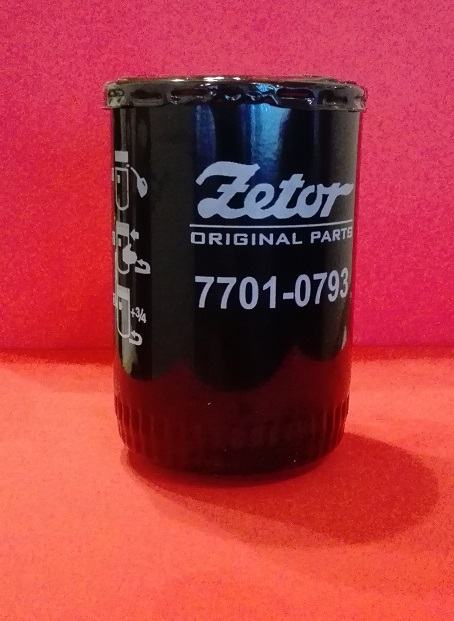 Zetor
ORIGINAL PARTS
7701-0793
+3/4